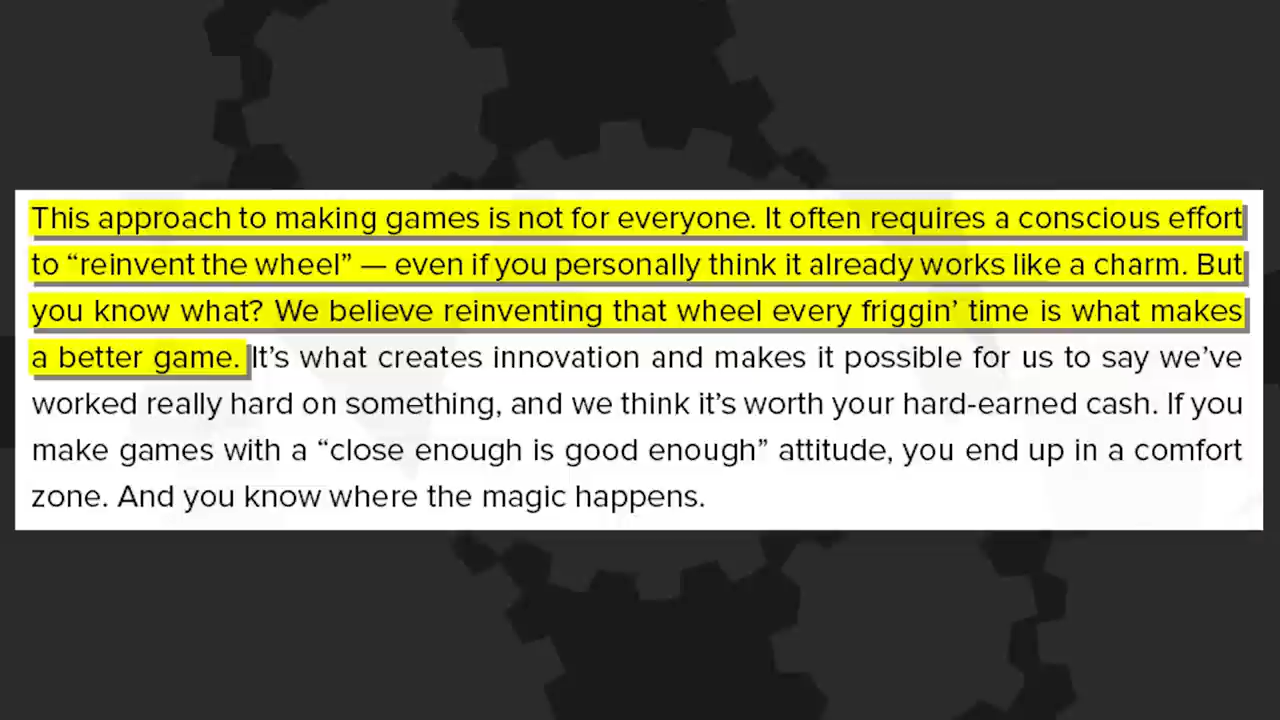 This approach to making games is not for everyone. It often requires a conscious effort
to “reinvent the wheel” — even if you personally think it already works like a charm. But
you know what? We believe reinventing that wheel every friggin’ time is what makes
a better game. It’s what creates innovation and makes it possible for us to say we’ve
worked really hard on something, and we think it’s worth your hard-earned cash. If you
make games with a “close enough is good enough” attitude, you end up in a comfort
zone. And you know where the magic happens.